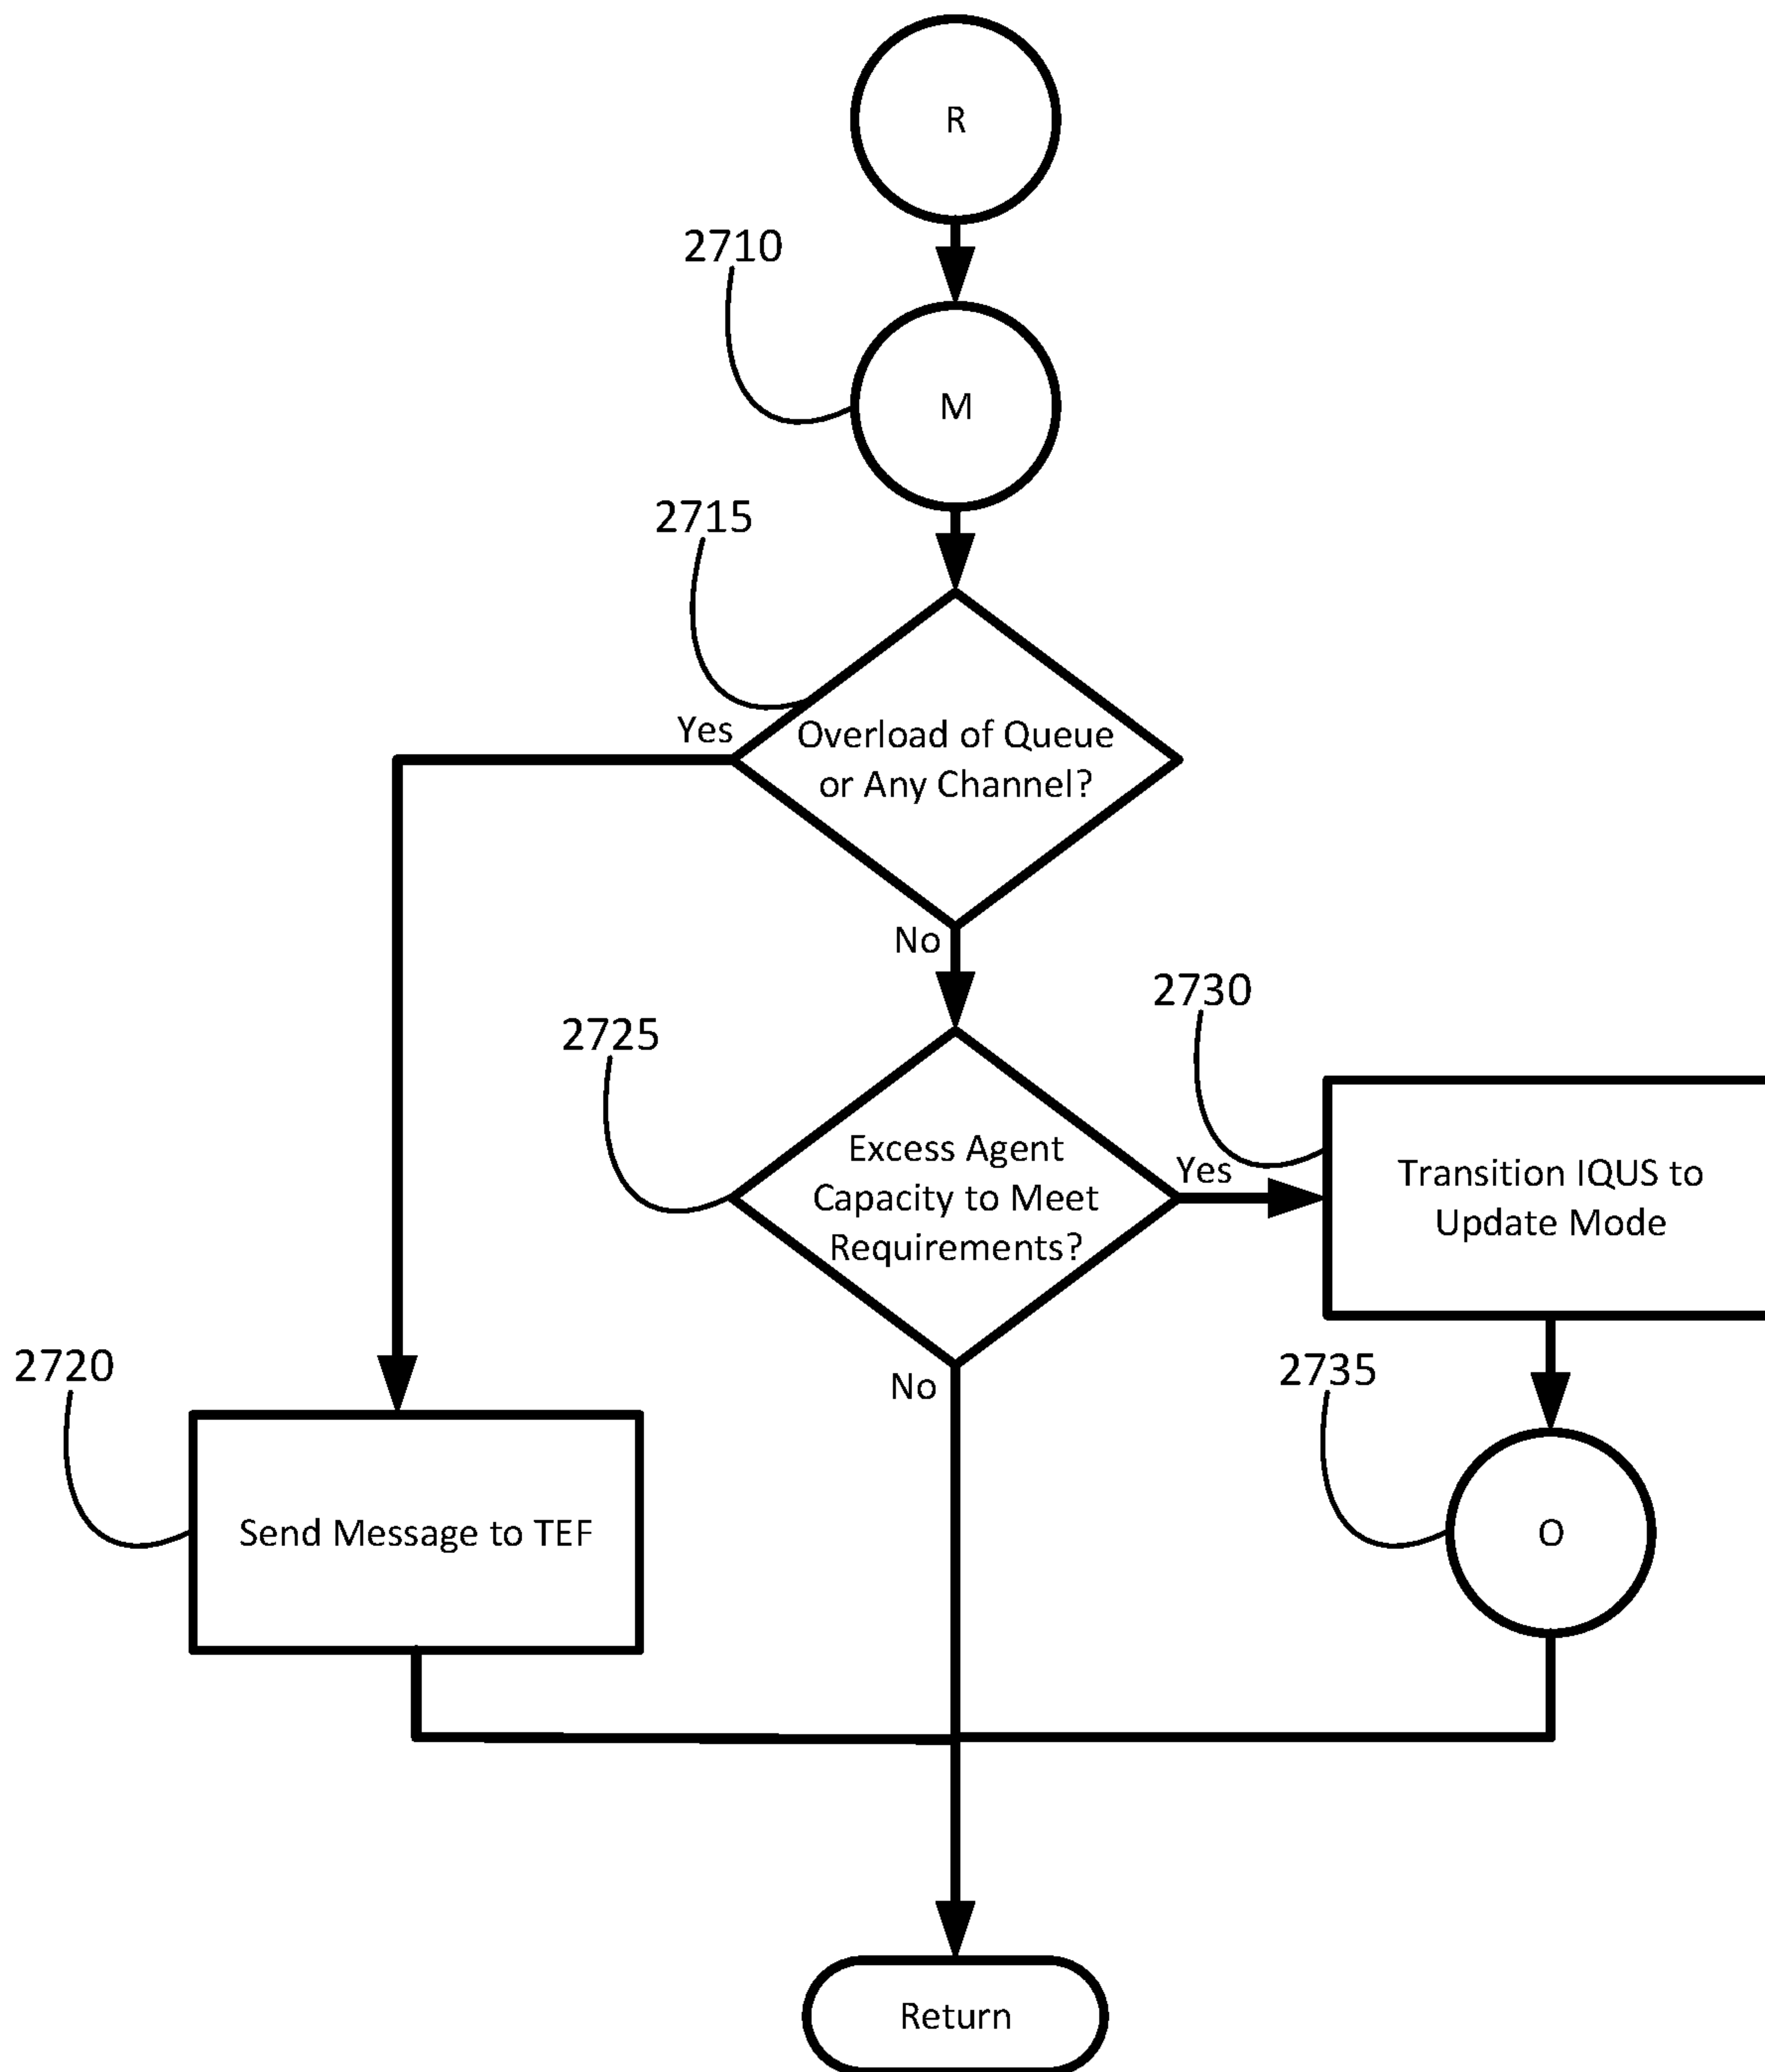 R
2710
M
2715
Yes
Overload of Queue
or Any Channel?
No
2730
2725
Excess Agent
Capacity to Meet
Requirements?
Yes
Transition IQUS to
Update Mode
No
2720
2735
Send Message to TEF
O
Return